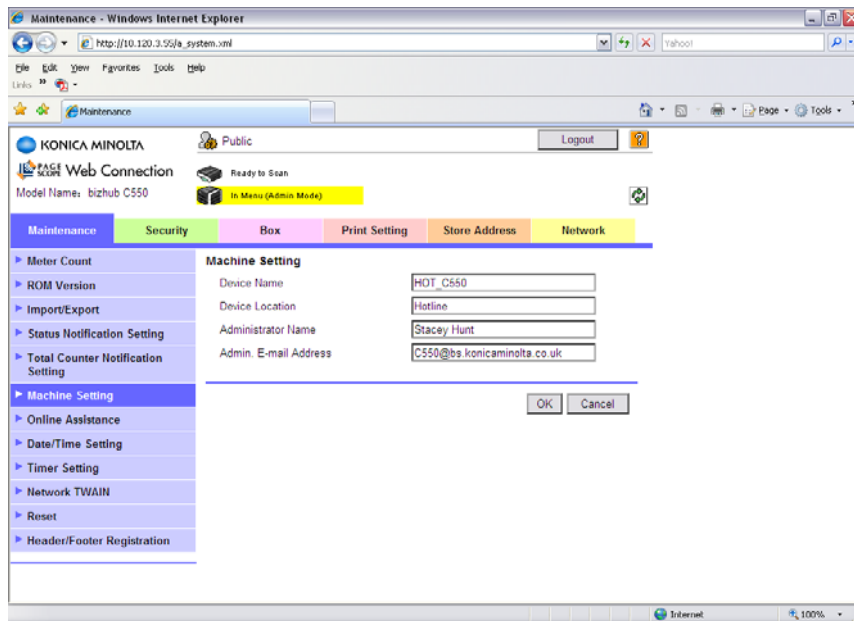 Maintenance - Windows Internet Explorer
http://10.120.3.55/a_system.xml
Yahoo!
File Edit View Favorites Tools Help
Links »
Maintenance
Page Tools
KONICA MINOLTA
Public
Logout
?
PAGE SCOPE Web Connection
Ready to Scan
Model Name: bizhub C550
In Menu (Admin Mode)
Maintenance Security Box Print Setting Store Address Network
Meter Count
ROM Version
Import/Export
Status Notification Setting
Total Counter Notification
Setting
Machine Setting
Online Assistance
Date/Time Setting
Timer Setting
Network TWAIN
Reset
Header/Footer Registration
Machine Setting
Device Name HOT_C550
Device Location Hotline
Administrator Name Stacey Hunt
Admin. E-mail Address C550@bs.konicaminolta.co.uk
OK Cancel
Internet 100%